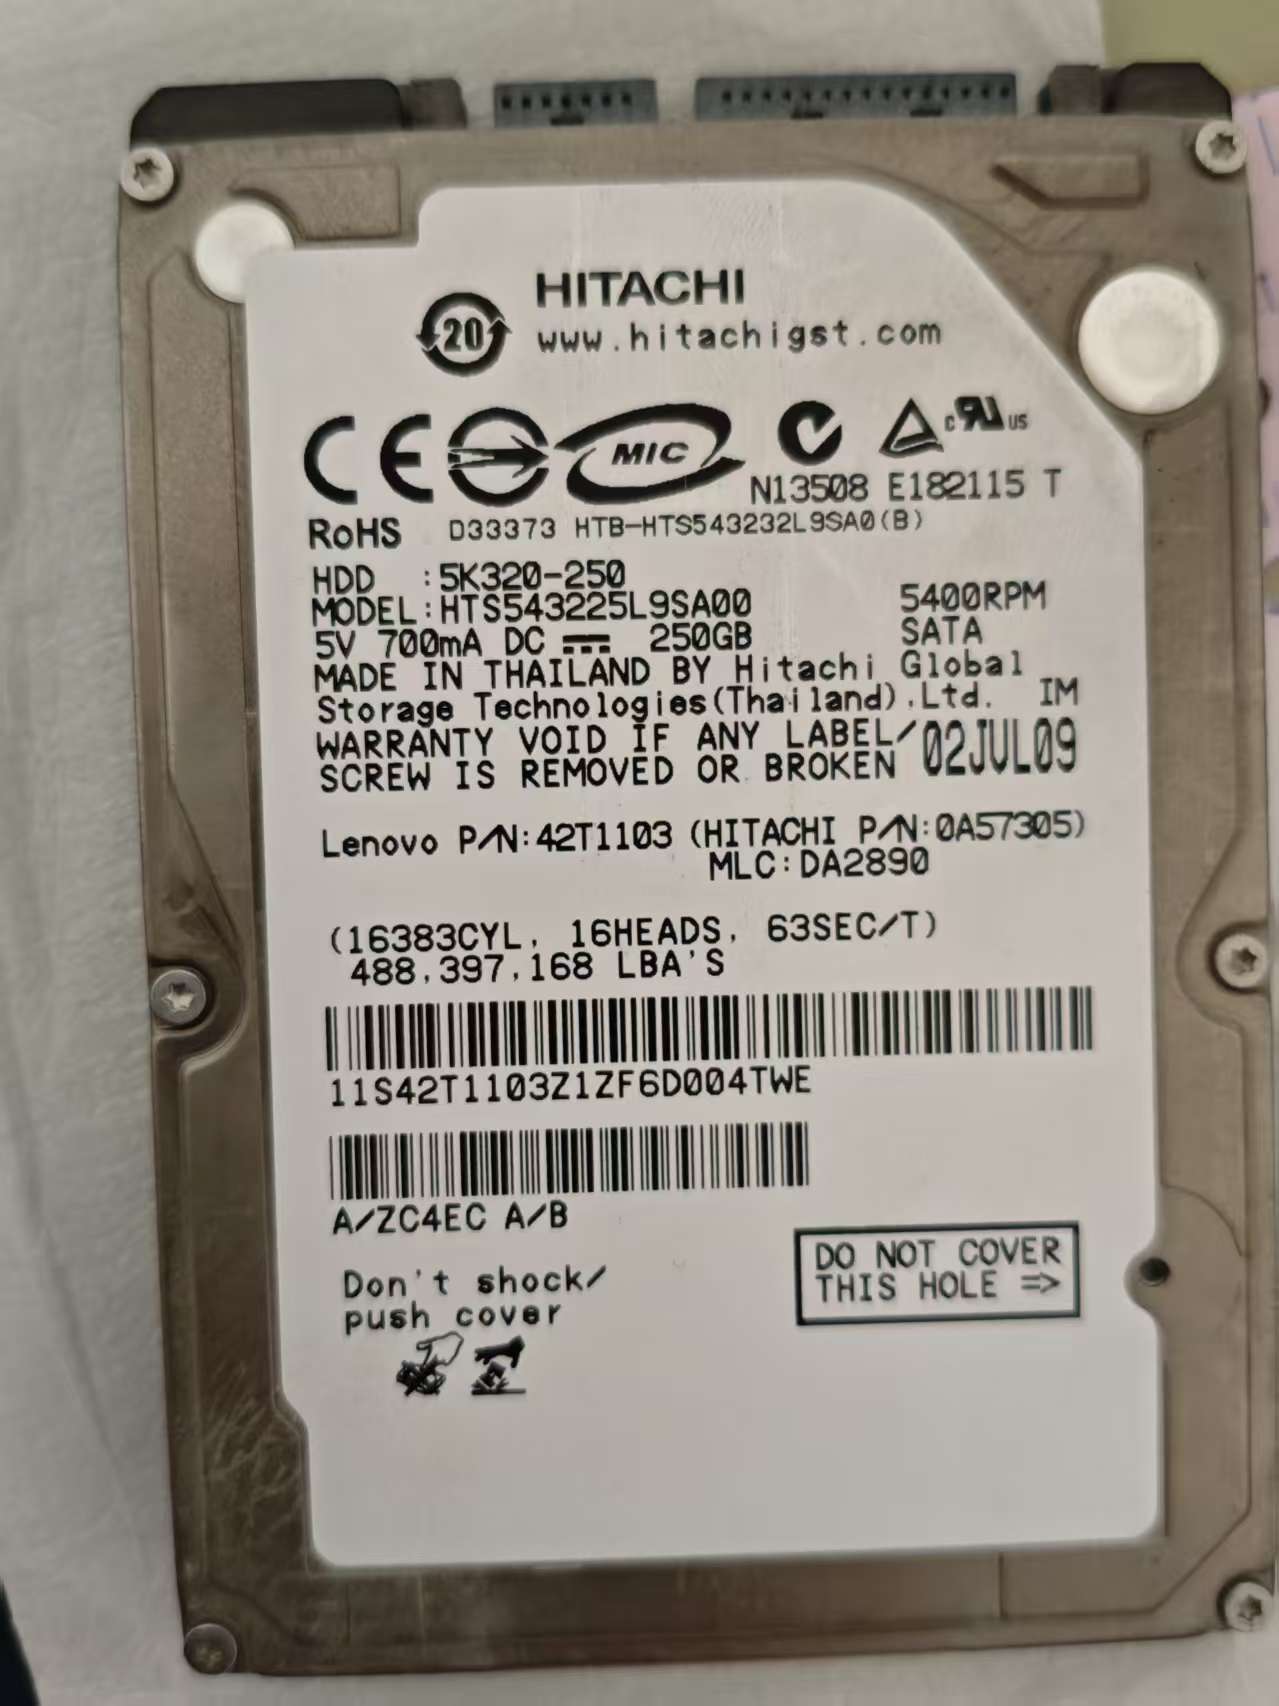 HITACHI
20 www.hitachigst.com
CE MIC c RU US
N13508 E182115 T
RoHS D33373 HTB-HTS543232L9SA0(B)
HDD :5K320-250
MODEL:HTS543225L9SA00 5400RPM
5V 700mA DC 250GB SATA
MADE IN THAILAND BY Hitachi Global
Storage Technologies(Thailand),Ltd. IM
WARRANTY VOID IF ANY LABEL/ 02JUL09
SCREW IS REMOVED OR BROKEN
Lenovo P/N:42T1103 (HITACHI P/N:0A57305)
MLC:DA2890
(16383CYL, 16HEADS, 63SEC/T)
488,397,168 LBA'S
11S42T1103Z1ZF6D004TWE
A/ZC4EC A/B
DO NOT COVER
THIS HOLE =>
Don't shock/
push cover